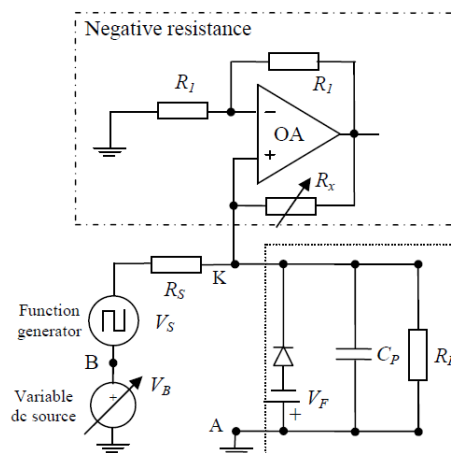 Negative resistance
R1
R1
−
OA
+
Rx
K
RS
Function
generator
VS
B
+
VB
Variable
dc source
CP
VF
+
A